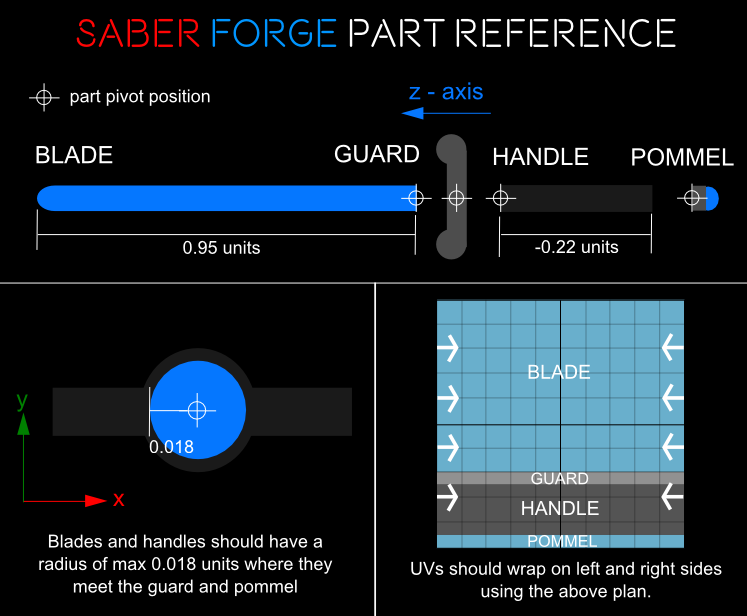 SABER FORGE PART REFERENCE
part pivot position
z - axis
BLADE
GUARD
HANDLE
POMMEL
0.95 units
-0.22 units
y
0.018
x
Blades and handles should have a
radius of max 0.018 units where they
meet the guard and pommel
BLADE
GUARD
HANDLE
POMMEL
UVs should wrap on left and right sides
using the above plan.